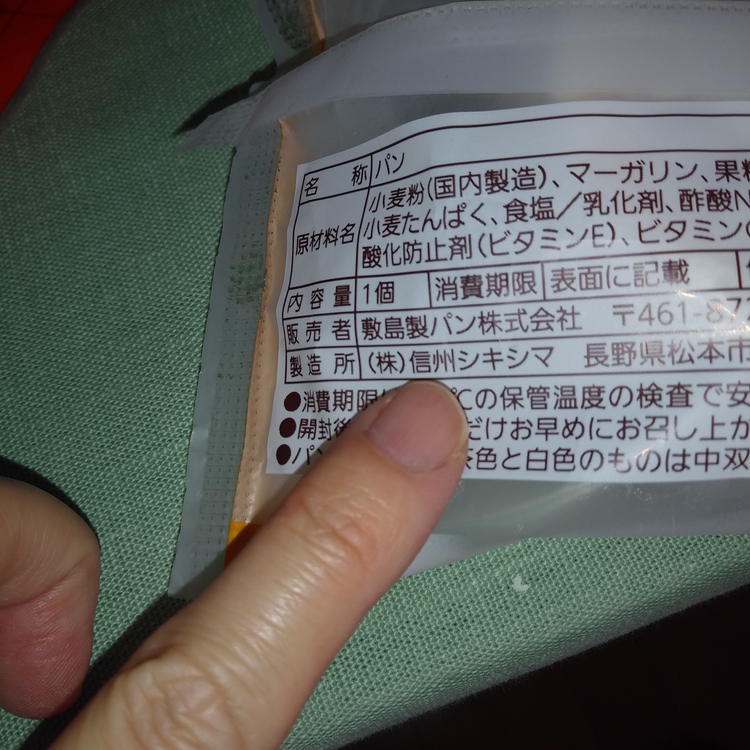 名称 パン
原材料名 小麦粉(国内製造)、マーガリン、果
小麦たんぱく、食塩/乳化剤、酢酸N
酸化防止剤(ビタミンE)、ビタミン
内容量 1個 消費期限 表面に記載
販売者 敷島製パン株式会社 〒461-87
製造所 (株)信州シキシマ 長野県松本市
●消費期限 ℃の保管温度の検査で安
●開封後 だけお早めにお召し上が
●パン 茶色と白色のものは中双